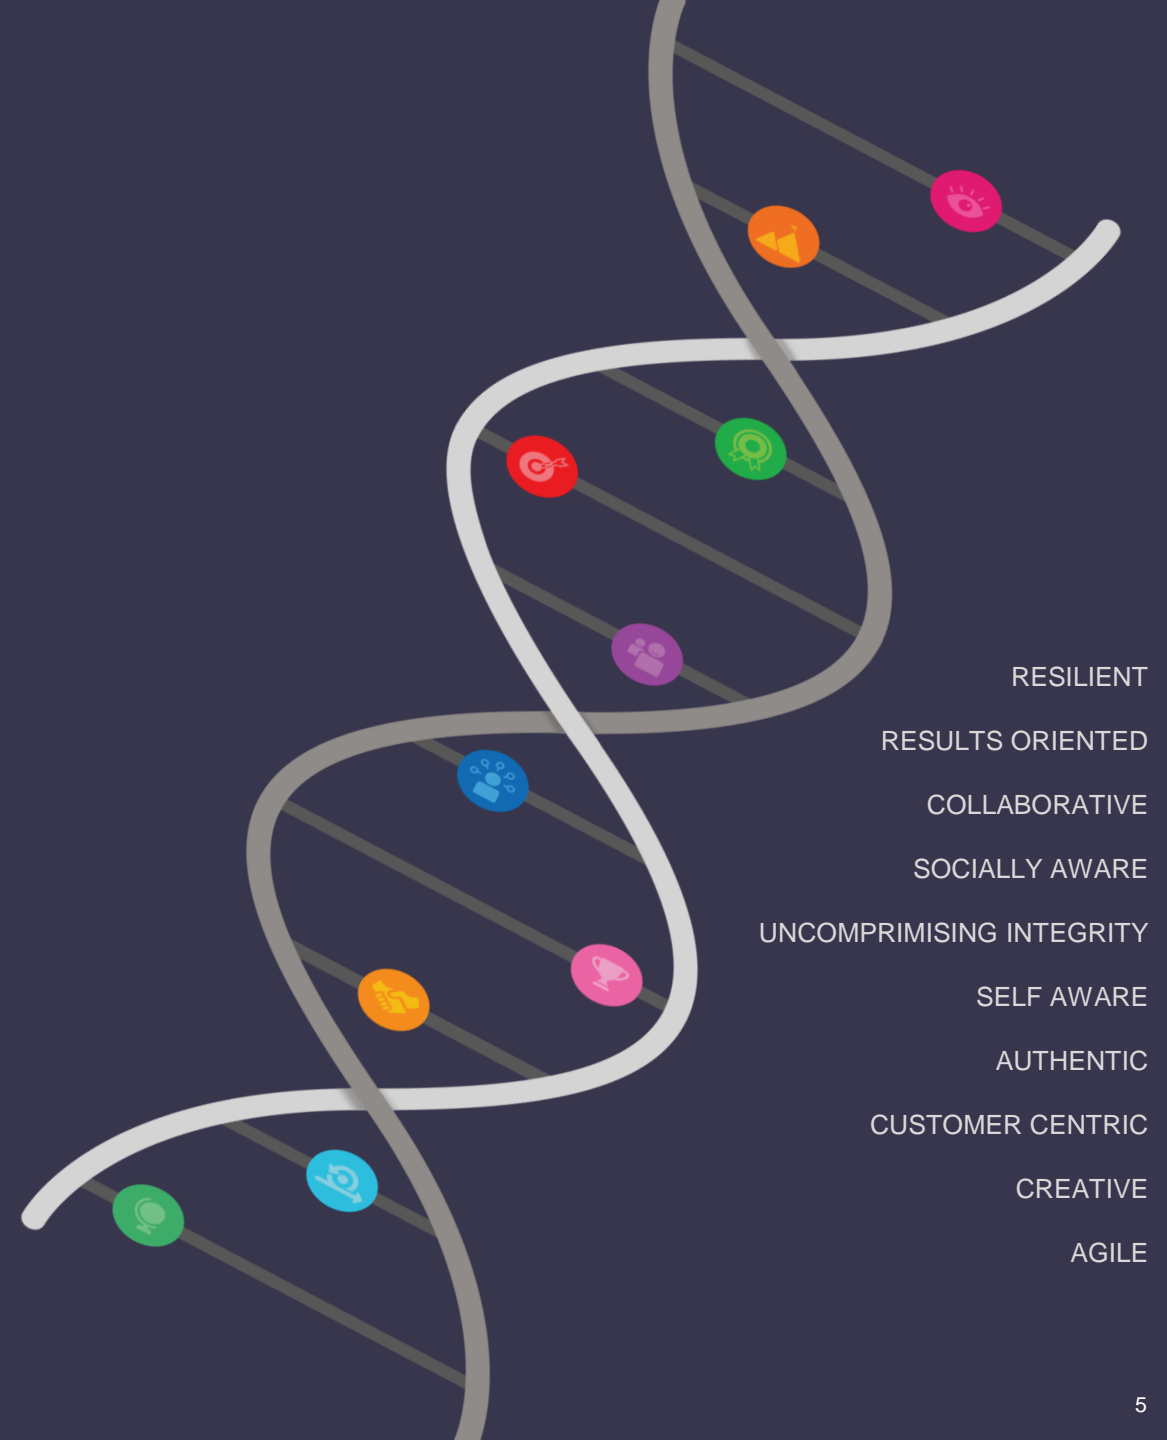 RESILIENT
RESULTS ORIENTED
COLLABORATIVE
SOCIALLY AWARE
UNCOMPRIMISING INTEGRITY
SELF AWARE
AUTHENTIC
CUSTOMER CENTRIC
CREATIVE
AGILE
5